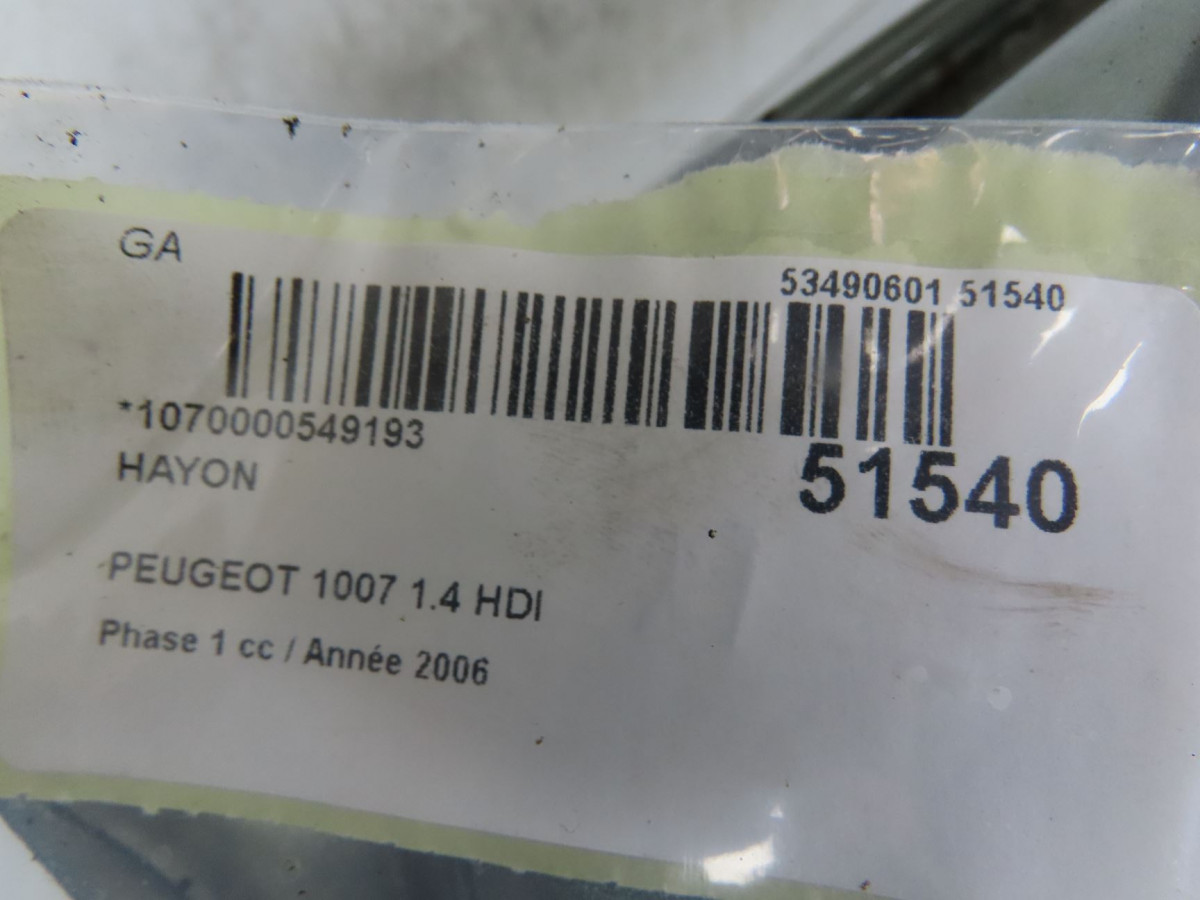 GA
53490601 51540
*1070000549193
HAYON
51540
PEUGEOT 1007 1.4 HDI
Phase 1 cc / Année 2006